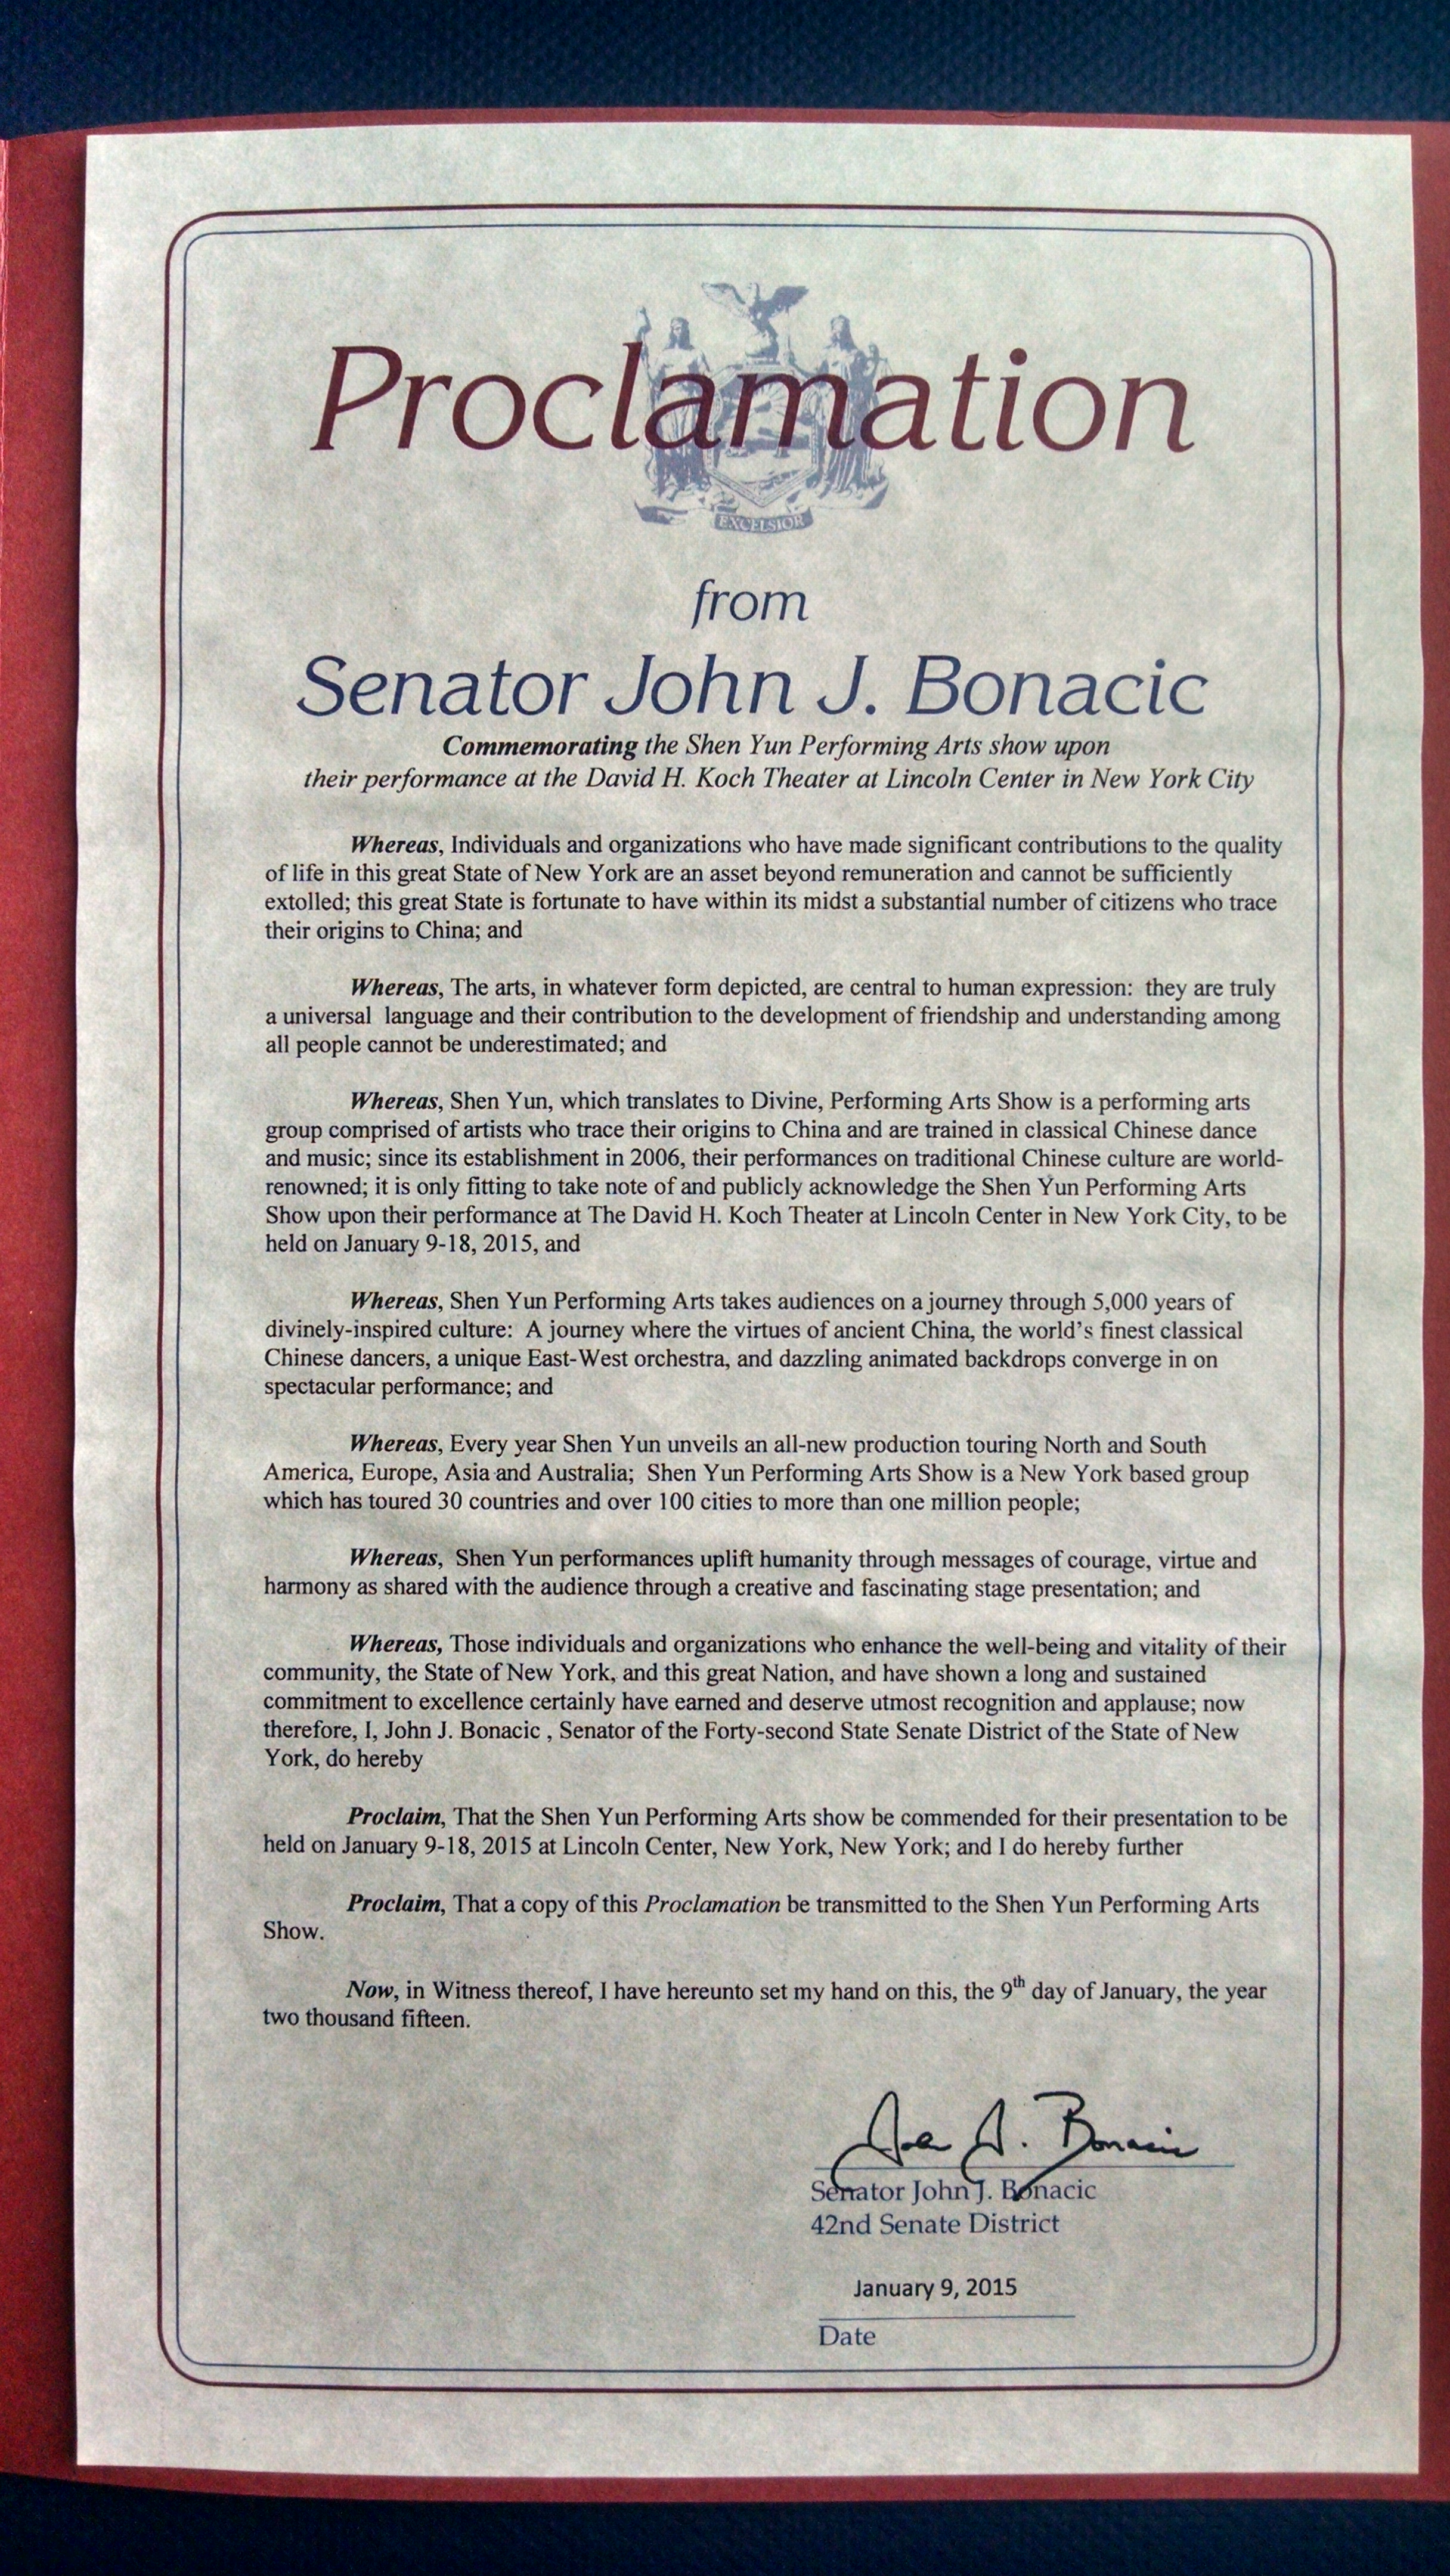 Proclamation
EXCELSIOR
from
Senator John J. Bonacic
Commemorating the Shen Yun Performing Arts show upon
their performance at the David H. Koch Theater at Lincoln Center in New York City
Whereas, Individuals and organizations who have made significant contributions to the quality
of life in this great State of New York are an asset beyond remuneration and cannot be sufficiently
extolled; this great State is fortunate to have within its midst a substantial number of citizens who trace
their origins to China; and
Whereas, The arts, in whatever form depicted, are central to human expression: they are truly
a universal language and their contribution to the development of friendship and understanding among
all people cannot be underestimated; and
Whereas, Shen Yun, which translates to Divine, Performing Arts Show is a performing arts
group comprised of artists who trace their origins to China and are trained in classical Chinese dance
and music; since its establishment in 2006, their performances on traditional Chinese culture are world-
renowned; it is only fitting to take note of and publicly acknowledge the Shen Yun Performing Arts
Show upon their performance at The David H. Koch Theater at Lincoln Center in New York City, to be
held on January 9-18, 2015, and
Whereas, Shen Yun Performing Arts takes audiences on a journey through 5,000 years of
divinely-inspired culture: A journey where the virtues of ancient China, the world's finest classical
Chinese dancers, a unique East-West orchestra, and dazzling animated backdrops converge in on
spectacular performance; and
Whereas, Every year Shen Yun unveils an all-new production touring North and South
America, Europe, Asia and Australia; Shen Yun Performing Arts Show is a New York based group
which has toured 30 countries and over 100 cities to more than one million people;
Whereas, Shen Yun performances uplift humanity through messages of courage, virtue and
harmony as shared with the audience through a creative and fascinating stage presentation; and
Whereas, Those individuals and organizations who enhance the well-being and vitality of their
community, the State of New York, and this great Nation, and have shown a long and sustained
commitment to excellence certainly have earned and deserve utmost recognition and applause; now
therefore, I, John J. Bonacic , Senator of the Forty-second State Senate District of the State of New
York, do hereby
Proclaim, That the Shen Yun Performing Arts show be commended for their presentation to be
held on January 9-18, 2015 at Lincoln Center, New York, New York; and I do hereby further
Proclaim, That a copy of this Proclamation be transmitted to the Shen Yun Performing Arts
Show.
Now, in Witness thereof, I have hereunto set my hand on this, the 9th day of January, the year
two thousand fifteen.
John J. Bonacic
Senator John J. Bonacic
42nd Senate District
January 9, 2015
Date